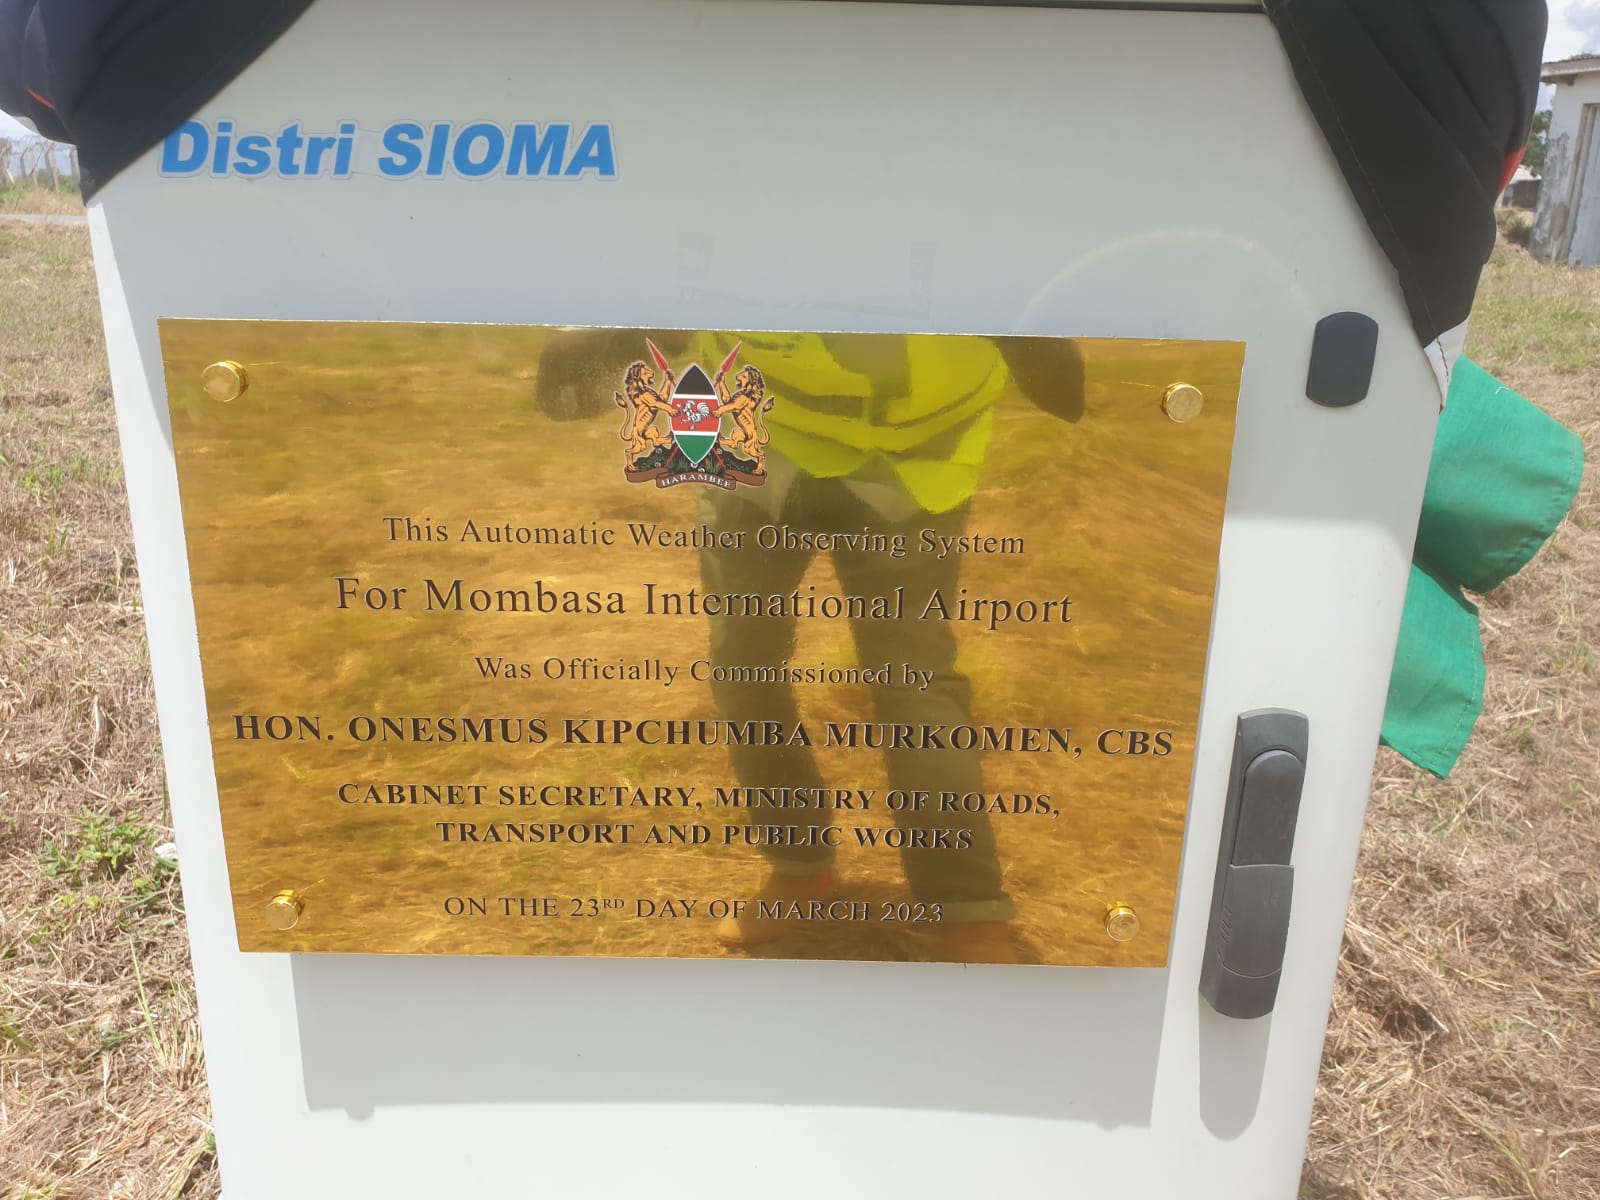 Distri SIOMA
HARAMBEE
This Automatic Weather Observing System
For Mombasa International Airport
Was Officially Commissioned by
HON. ONESMUS KIPCHUMBA MURKOMEN, CBS
CABINET SECRETARY, MINISTRY OF ROADS,
TRANSPORT AND PUBLIC WORKS
ON THE 23RD DAY OF MARCH 2023